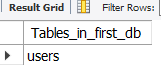 Result Grid Filter Rows:
Tables_in_first_db
users